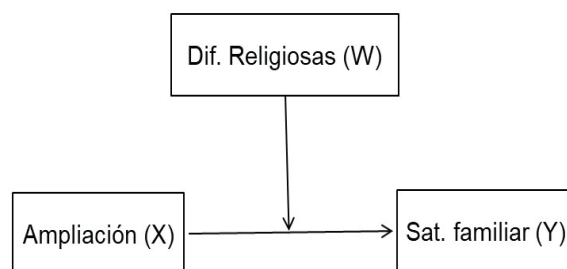 Dif. Religiosas (W)
Ampliación (X)
Sat. familiar (Y)